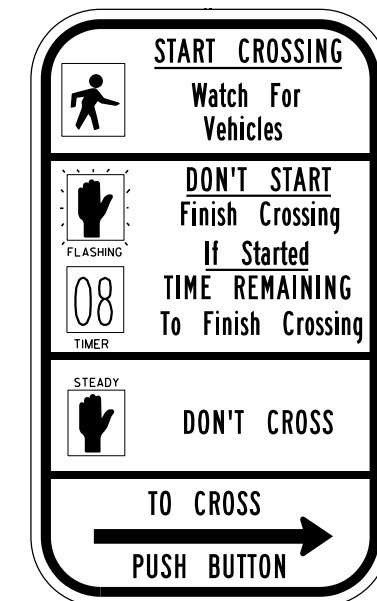 START CROSSING
Watch For
Vehicles
DON'T START
Finish Crossing
FLASHING
If Started
08
TIME REMAINING
To Finish Crossing
TIMER
STEADY
DON'T CROSS
TO CROSS
PUSH BUTTON